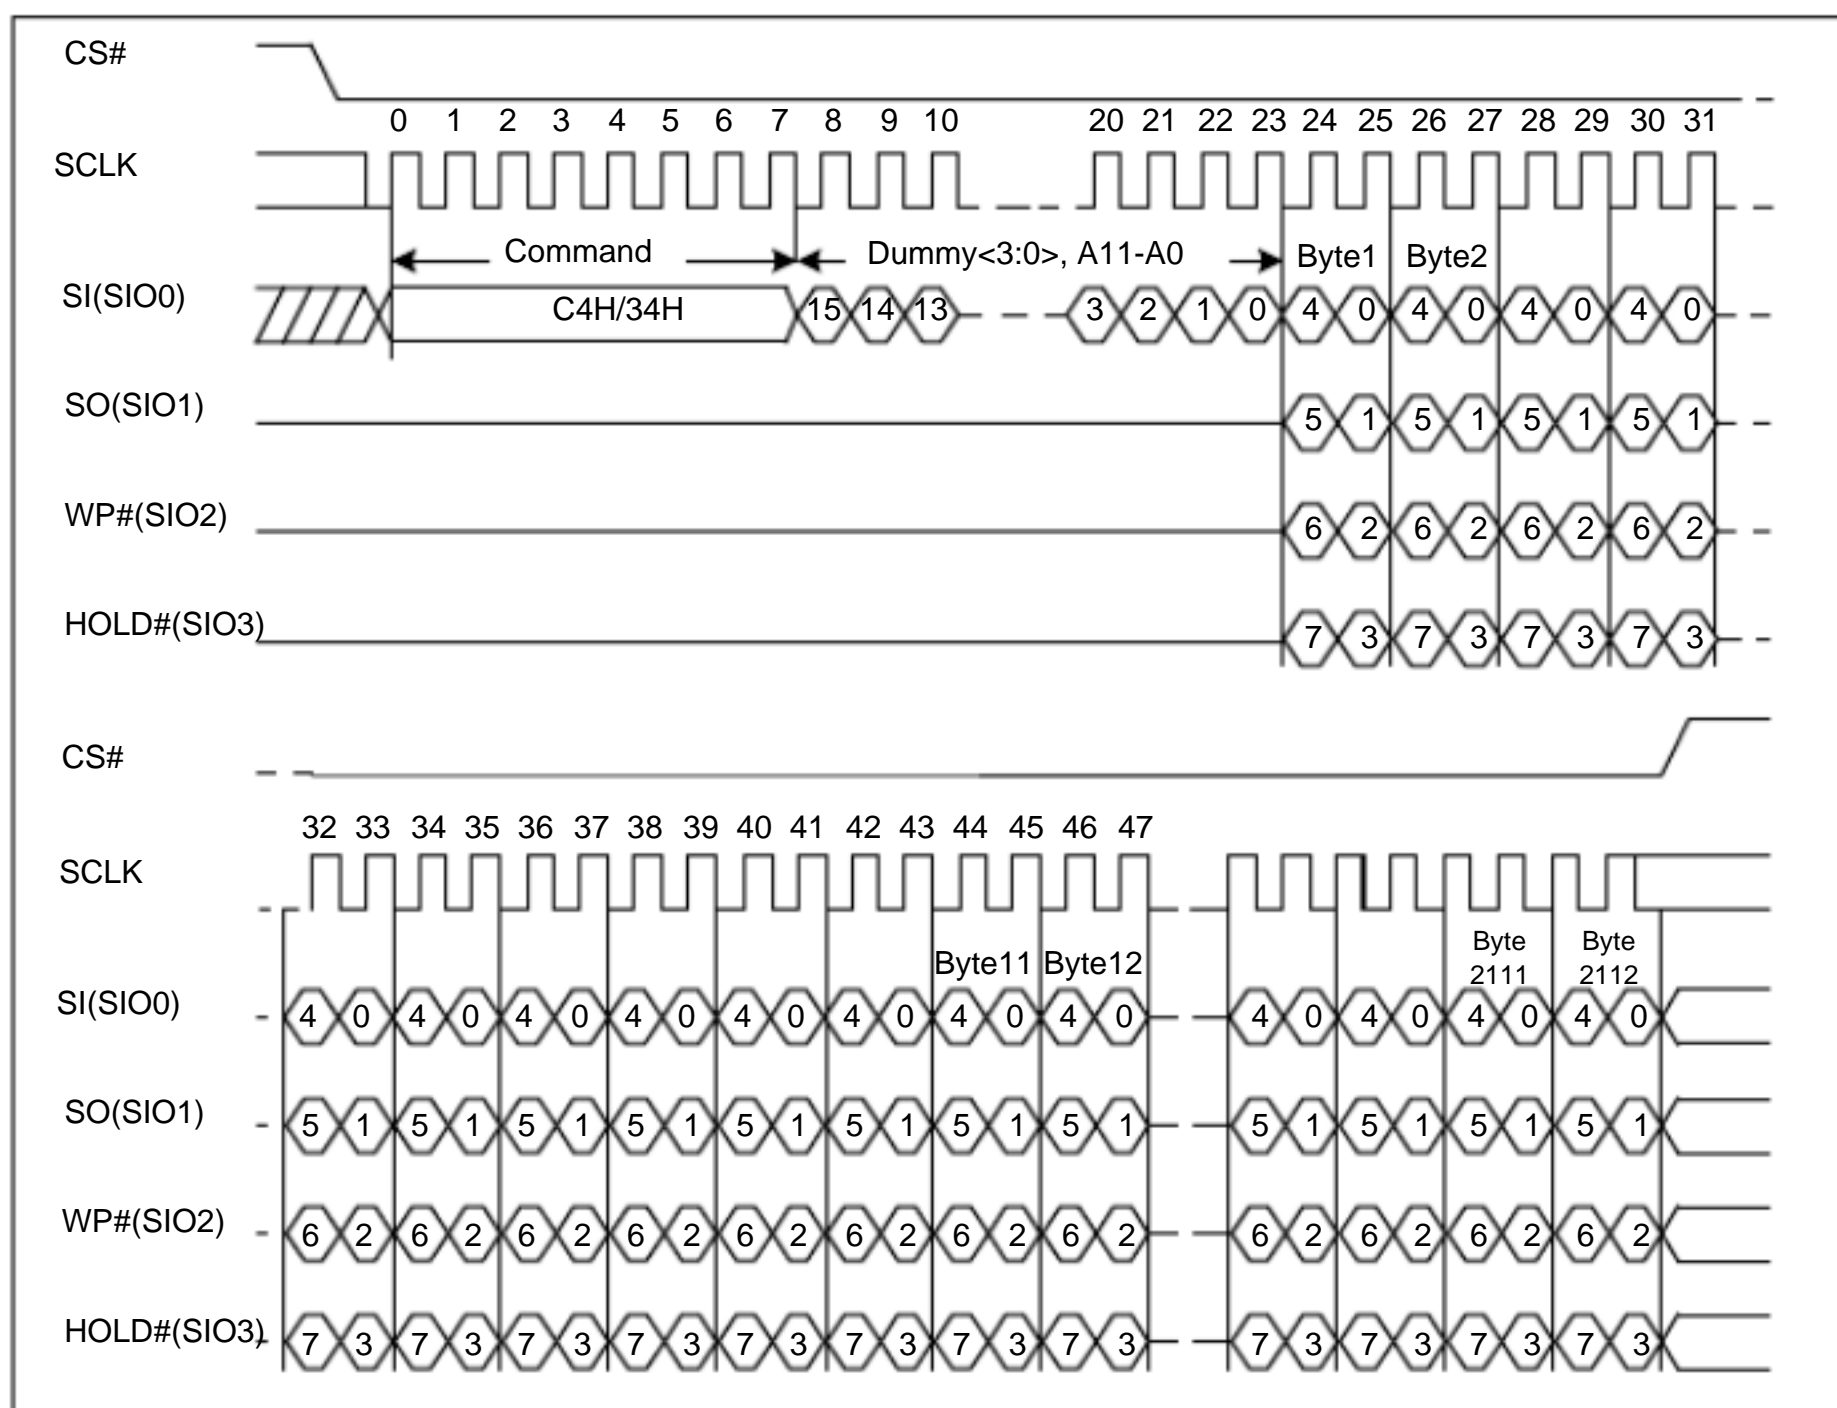 CS#
0 1 2 3 4 5 6 7 8 9 10 20 21 22 23 24 25 26 27 28 29 30 31
SCLK
Command Dummy<3:0>, A11-A0 Byte1 Byte2
SI(SIO0) C4H/34H 15 14 13 3 2 1 0 4 0 4 0 4 0 4 0
SO(SIO1) 5 1 5 1 5 1 5 1
WP#(SIO2) 6 2 6 2 6 2 6 2
HOLD#(SIO3) 7 3 7 3 7 3 7 3
CS#
32 33 34 35 36 37 38 39 40 41 42 43 44 45 46 47
SCLK
Byte11 Byte12 Byte 2111 Byte 2112
SI(SIO0) 4 0 4 0 4 0 4 0 4 0 4 0 4 0 4 0 4 0 4 0 4 0 4 0
SO(SIO1) 5 1 5 1 5 1 5 1 5 1 5 1 5 1 5 1 5 1 5 1 5 1 5 1
WP#(SIO2) 6 2 6 2 6 2 6 2 6 2 6 2 6 2 6 2 6 2 6 2 6 2 6 2
HOLD#(SIO3) 7 3 7 3 7 3 7 3 7 3 7 3 7 3 7 3 7 3 7 3 7 3 7 3